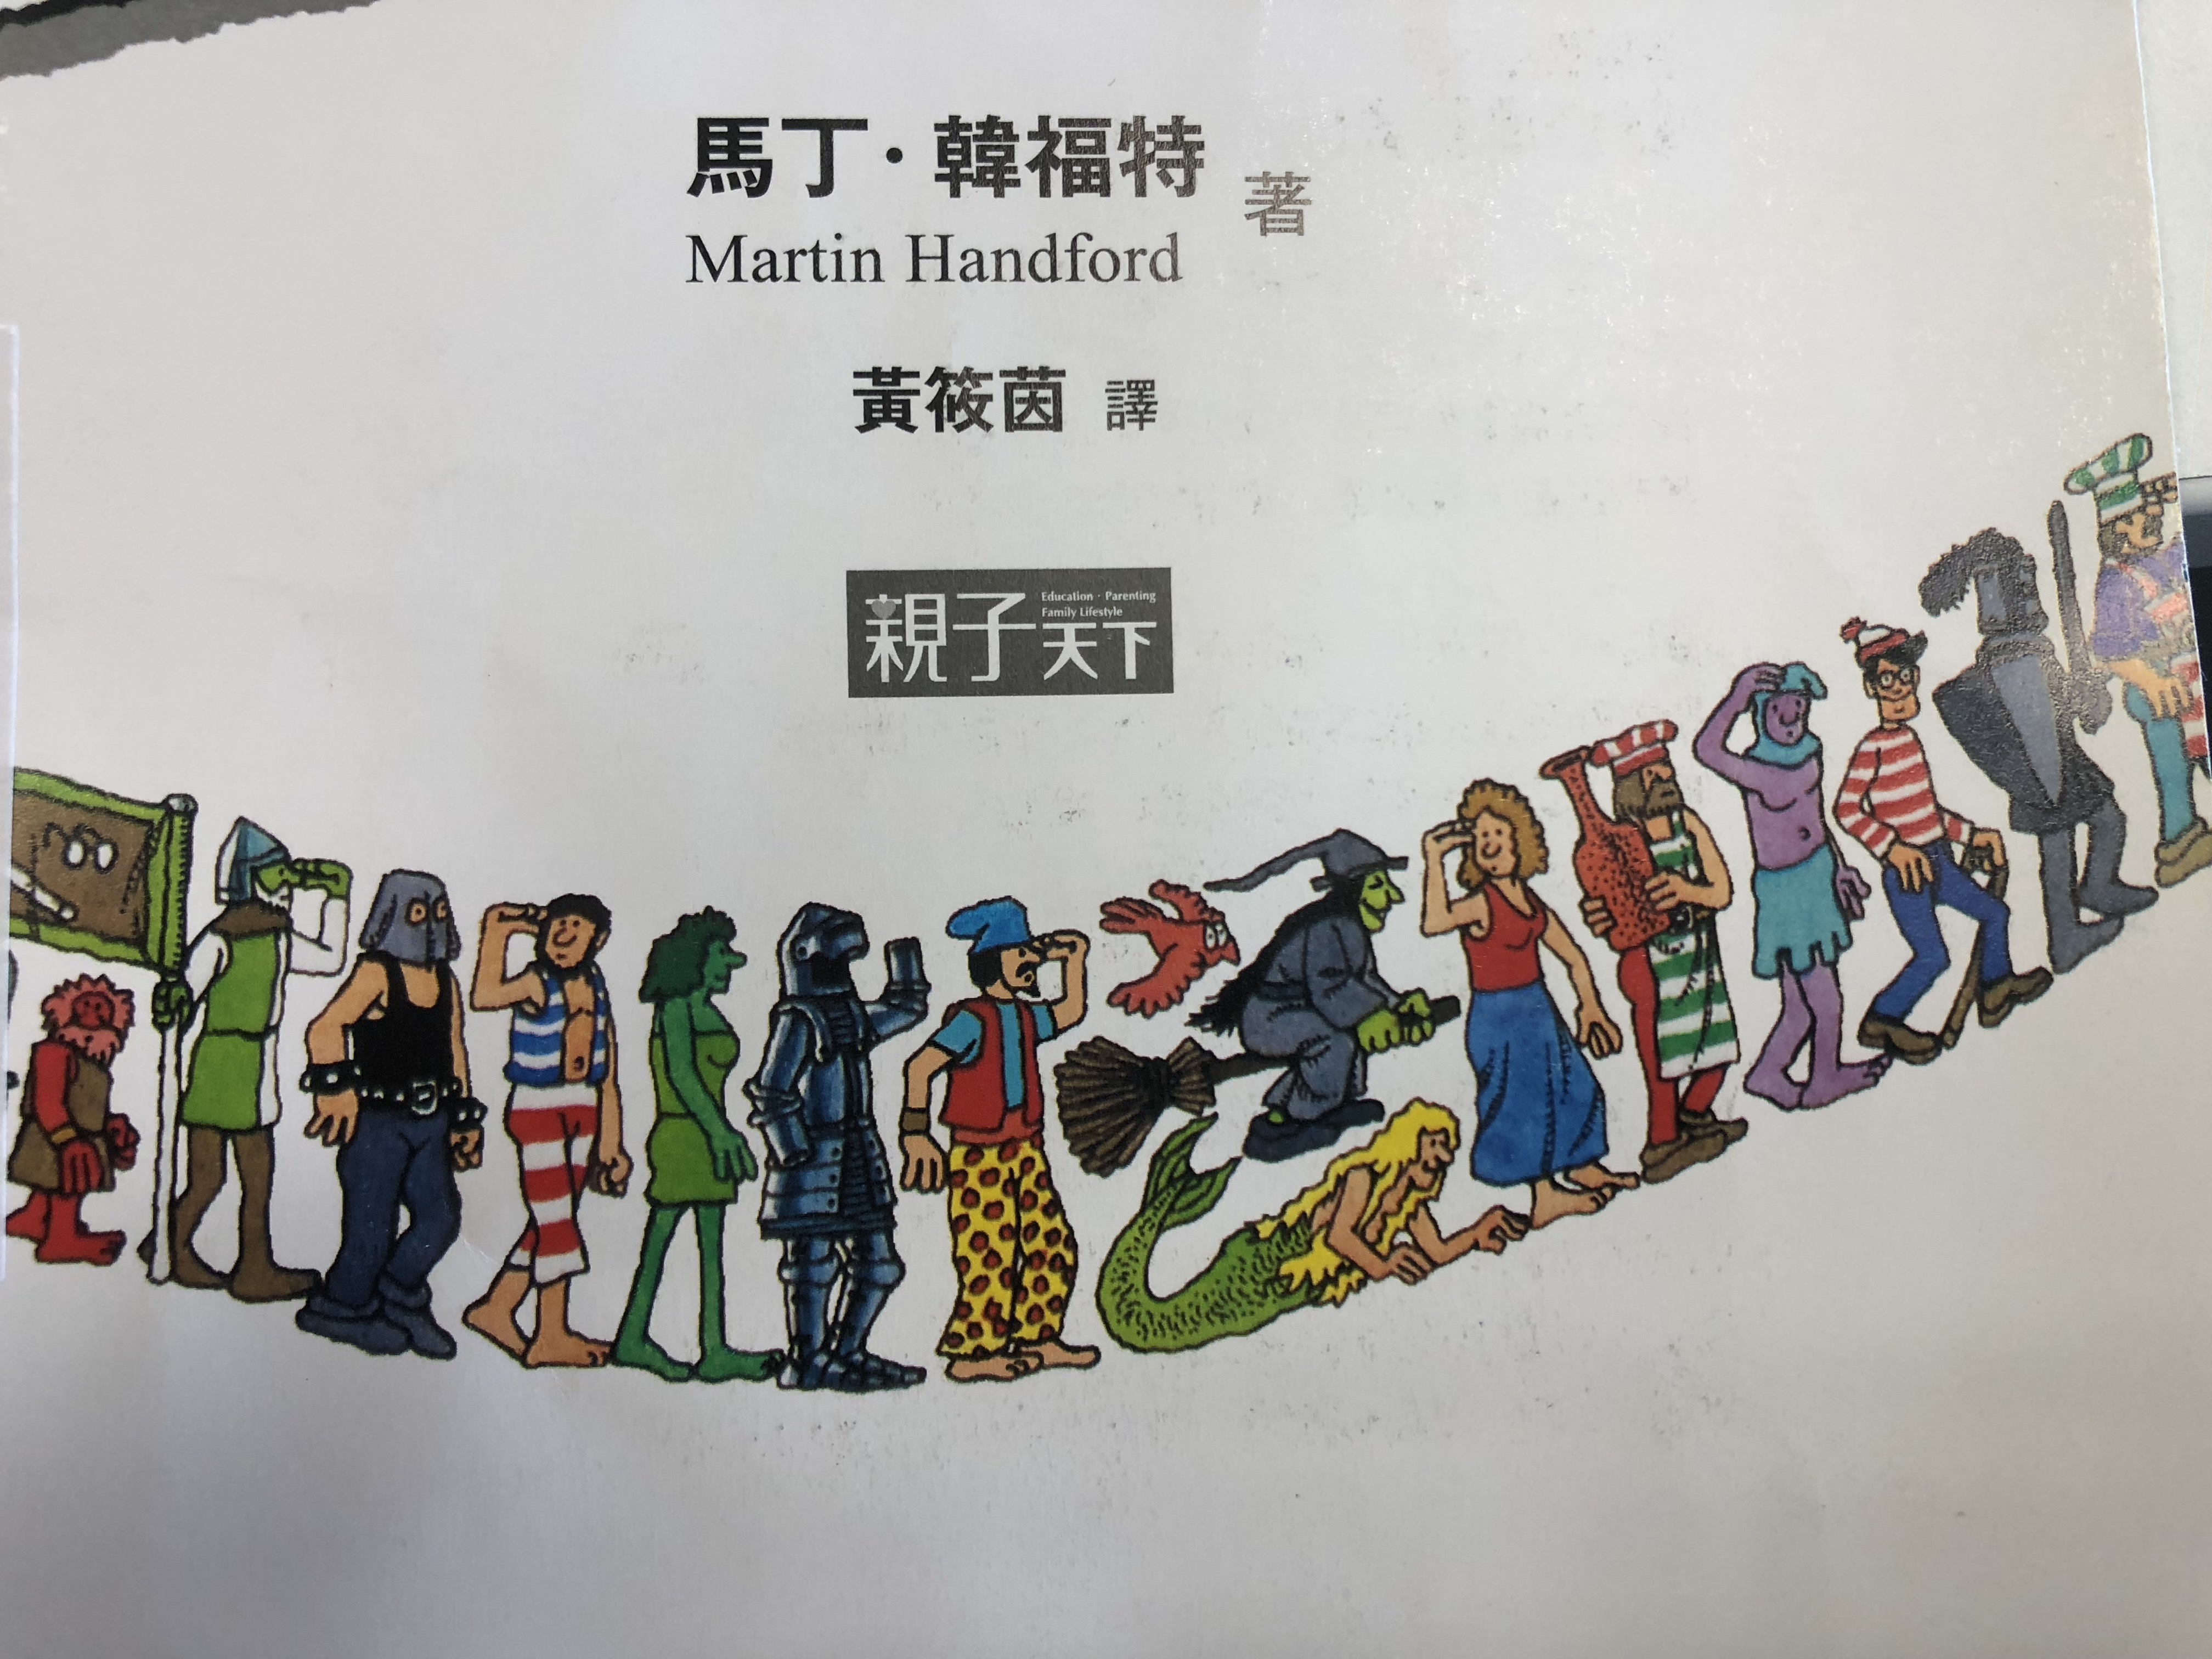 馬丁·韓福特 著
Martin Handford
黃筱茵 譯
親子天下
Education · Parenting
Family Lifestyle